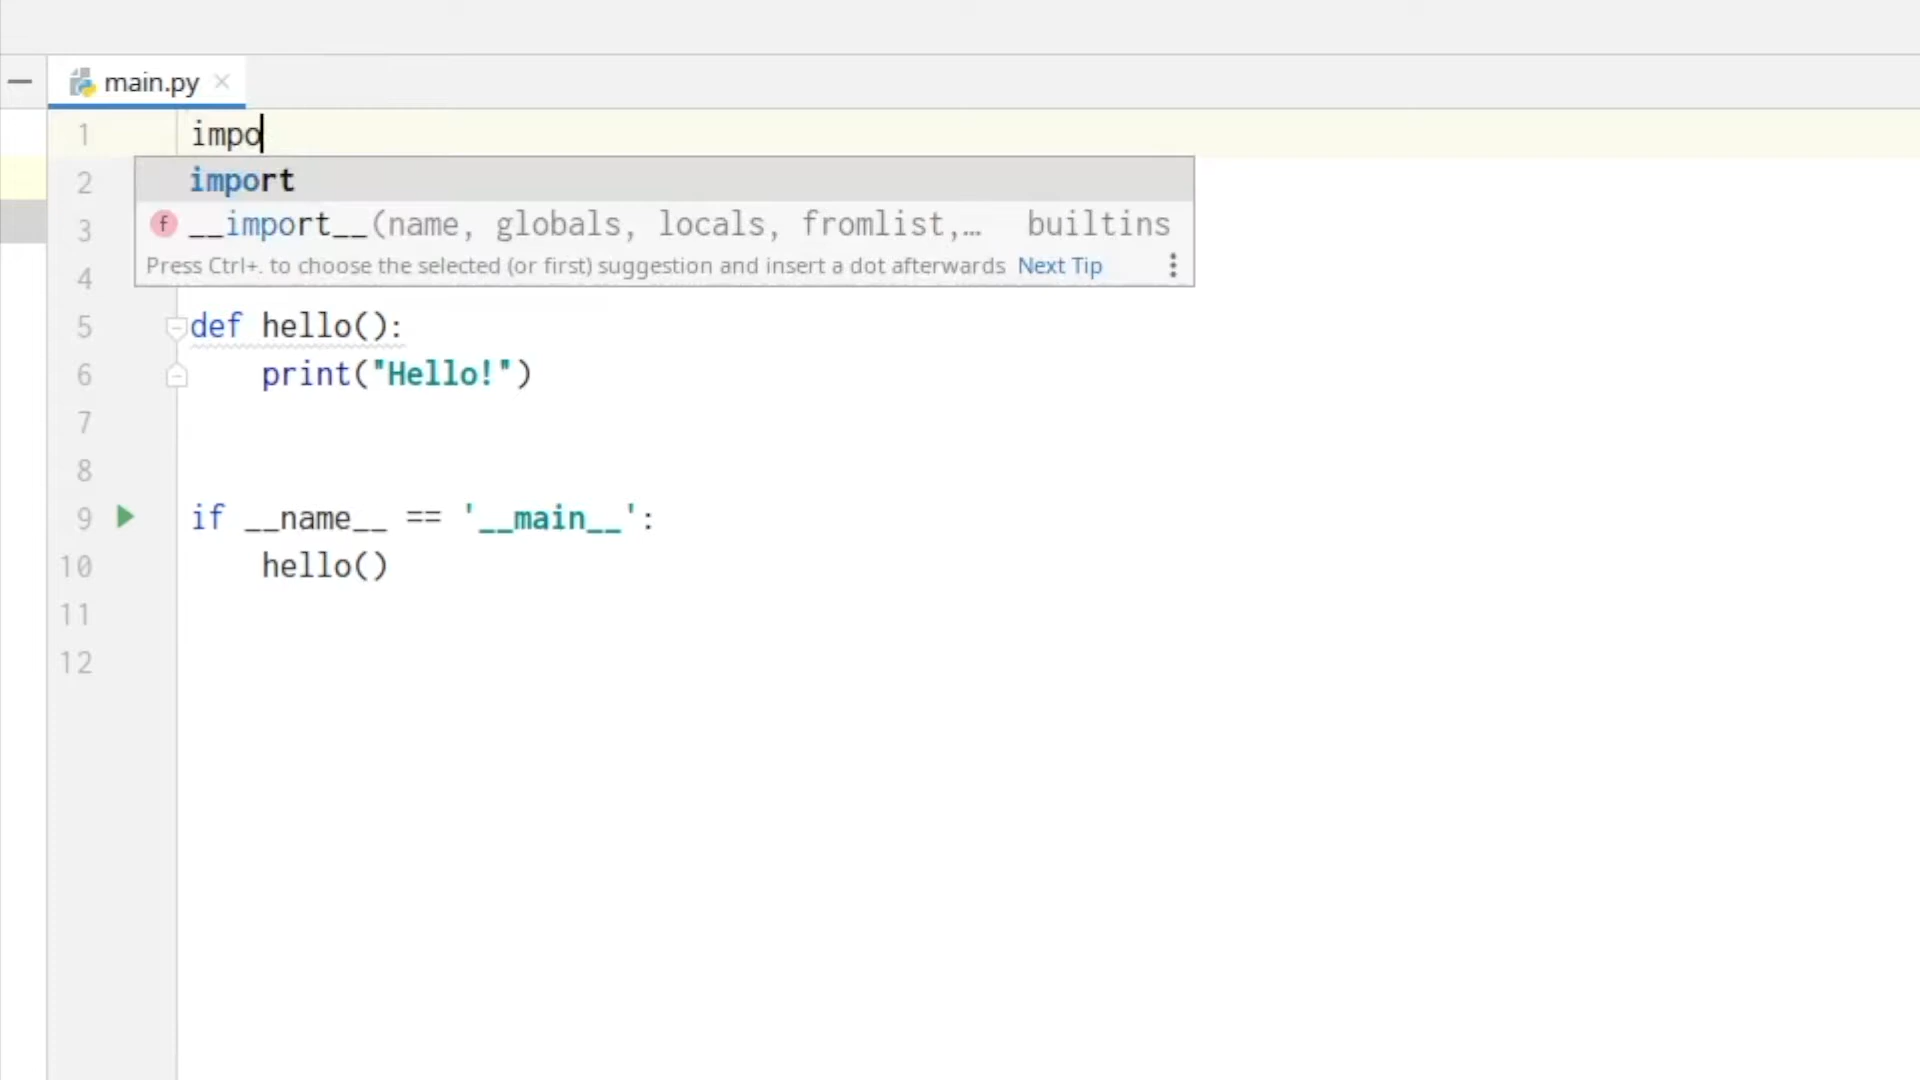 main.py
1 impo
2 import
3 f __import__(name, globals, locals, fromlist,… builtins
4 Press Ctrl+. to choose the selected (or first) suggestion and insert a dot afterwards Next Tip
5 def hello():
6 print("Hello!")
7
8
9 if __name__ == '__main__':
10 hello()
11
12